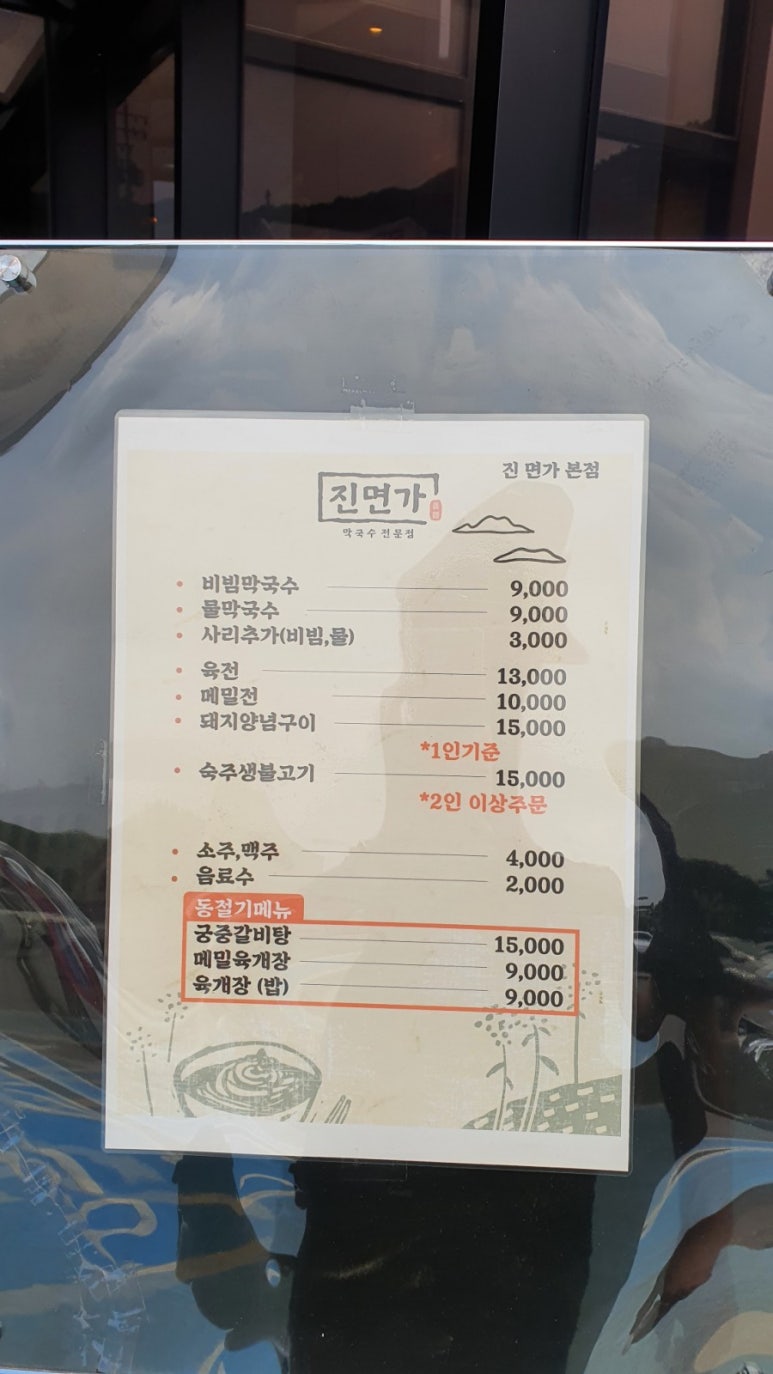 진 면가 본점
진면가
막국수 전문점
비빔막국수 9,000
물막국수 9,000
사리추가(비빔,물) 3,000
육전 13,000
메밀전 10,000
돼지양념구이 15,000
*1인기준
숙주생불고기 15,000
*2인 이상주문
소주,맥주 4,000
음료수 2,000
동절기메뉴
궁중갈비탕 15,000
메밀육개장 9,000
육개장 (밥) 9,000